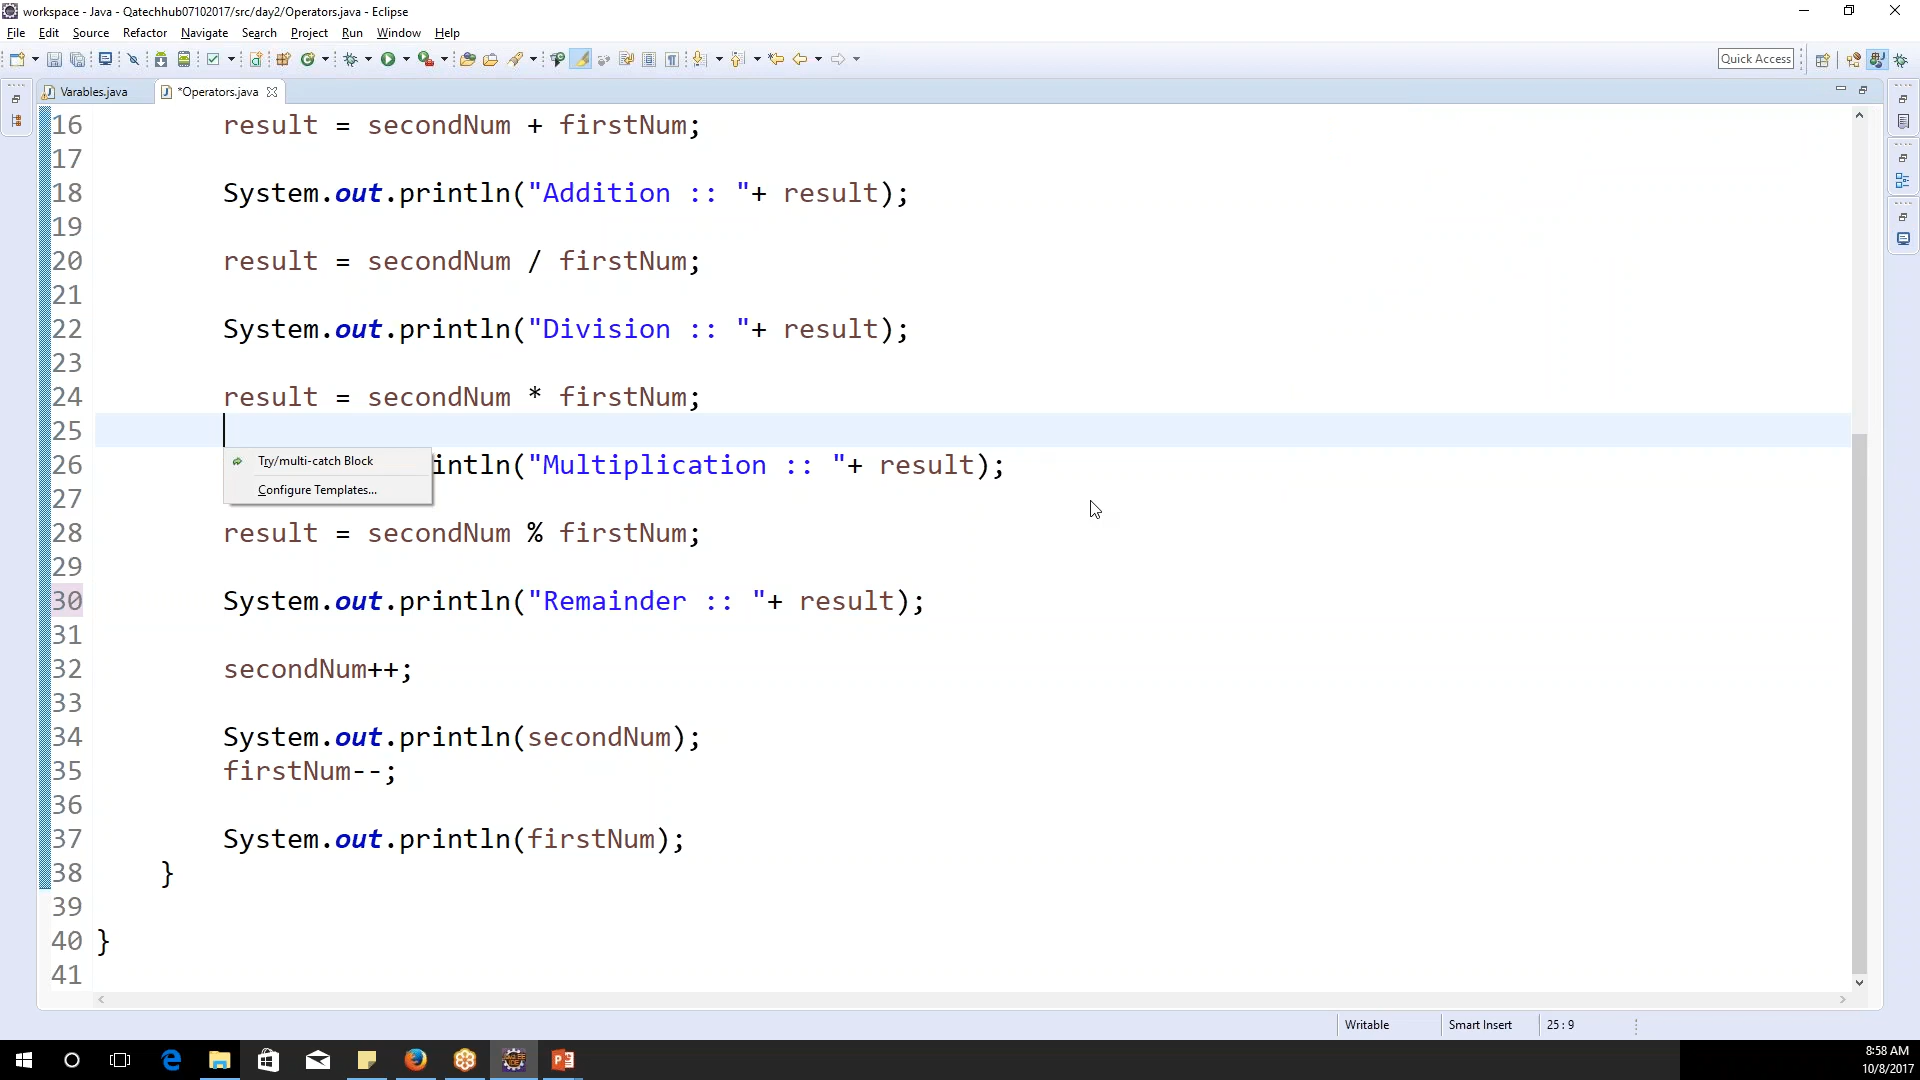 workspace - Java - Qatechhub07102017/src/day2/Operators.java - Eclipse
File Edit Source Refactor Navigate Search Project Run Window Help
Quick Access
Varables.java *Operators.java
16 result = secondNum + firstNum;
17
18 System.out.println("Addition :: "+ result);
19
20 result = secondNum / firstNum;
21
22 System.out.println("Division :: "+ result);
23
24 result = secondNum * firstNum;
25
Try/multi-catch Block
26 intln("Multiplication :: "+ result);
Configure Templates...
27
28 result = secondNum % firstNum;
29
30 System.out.println("Remainder :: "+ result);
31
32 secondNum++;
33
34 System.out.println(secondNum);
35 firstNum--;
36
37 System.out.println(firstNum);
38 }
39
40 }
41
Writable Smart Insert 25 : 9
8:58 AM
10/8/2017